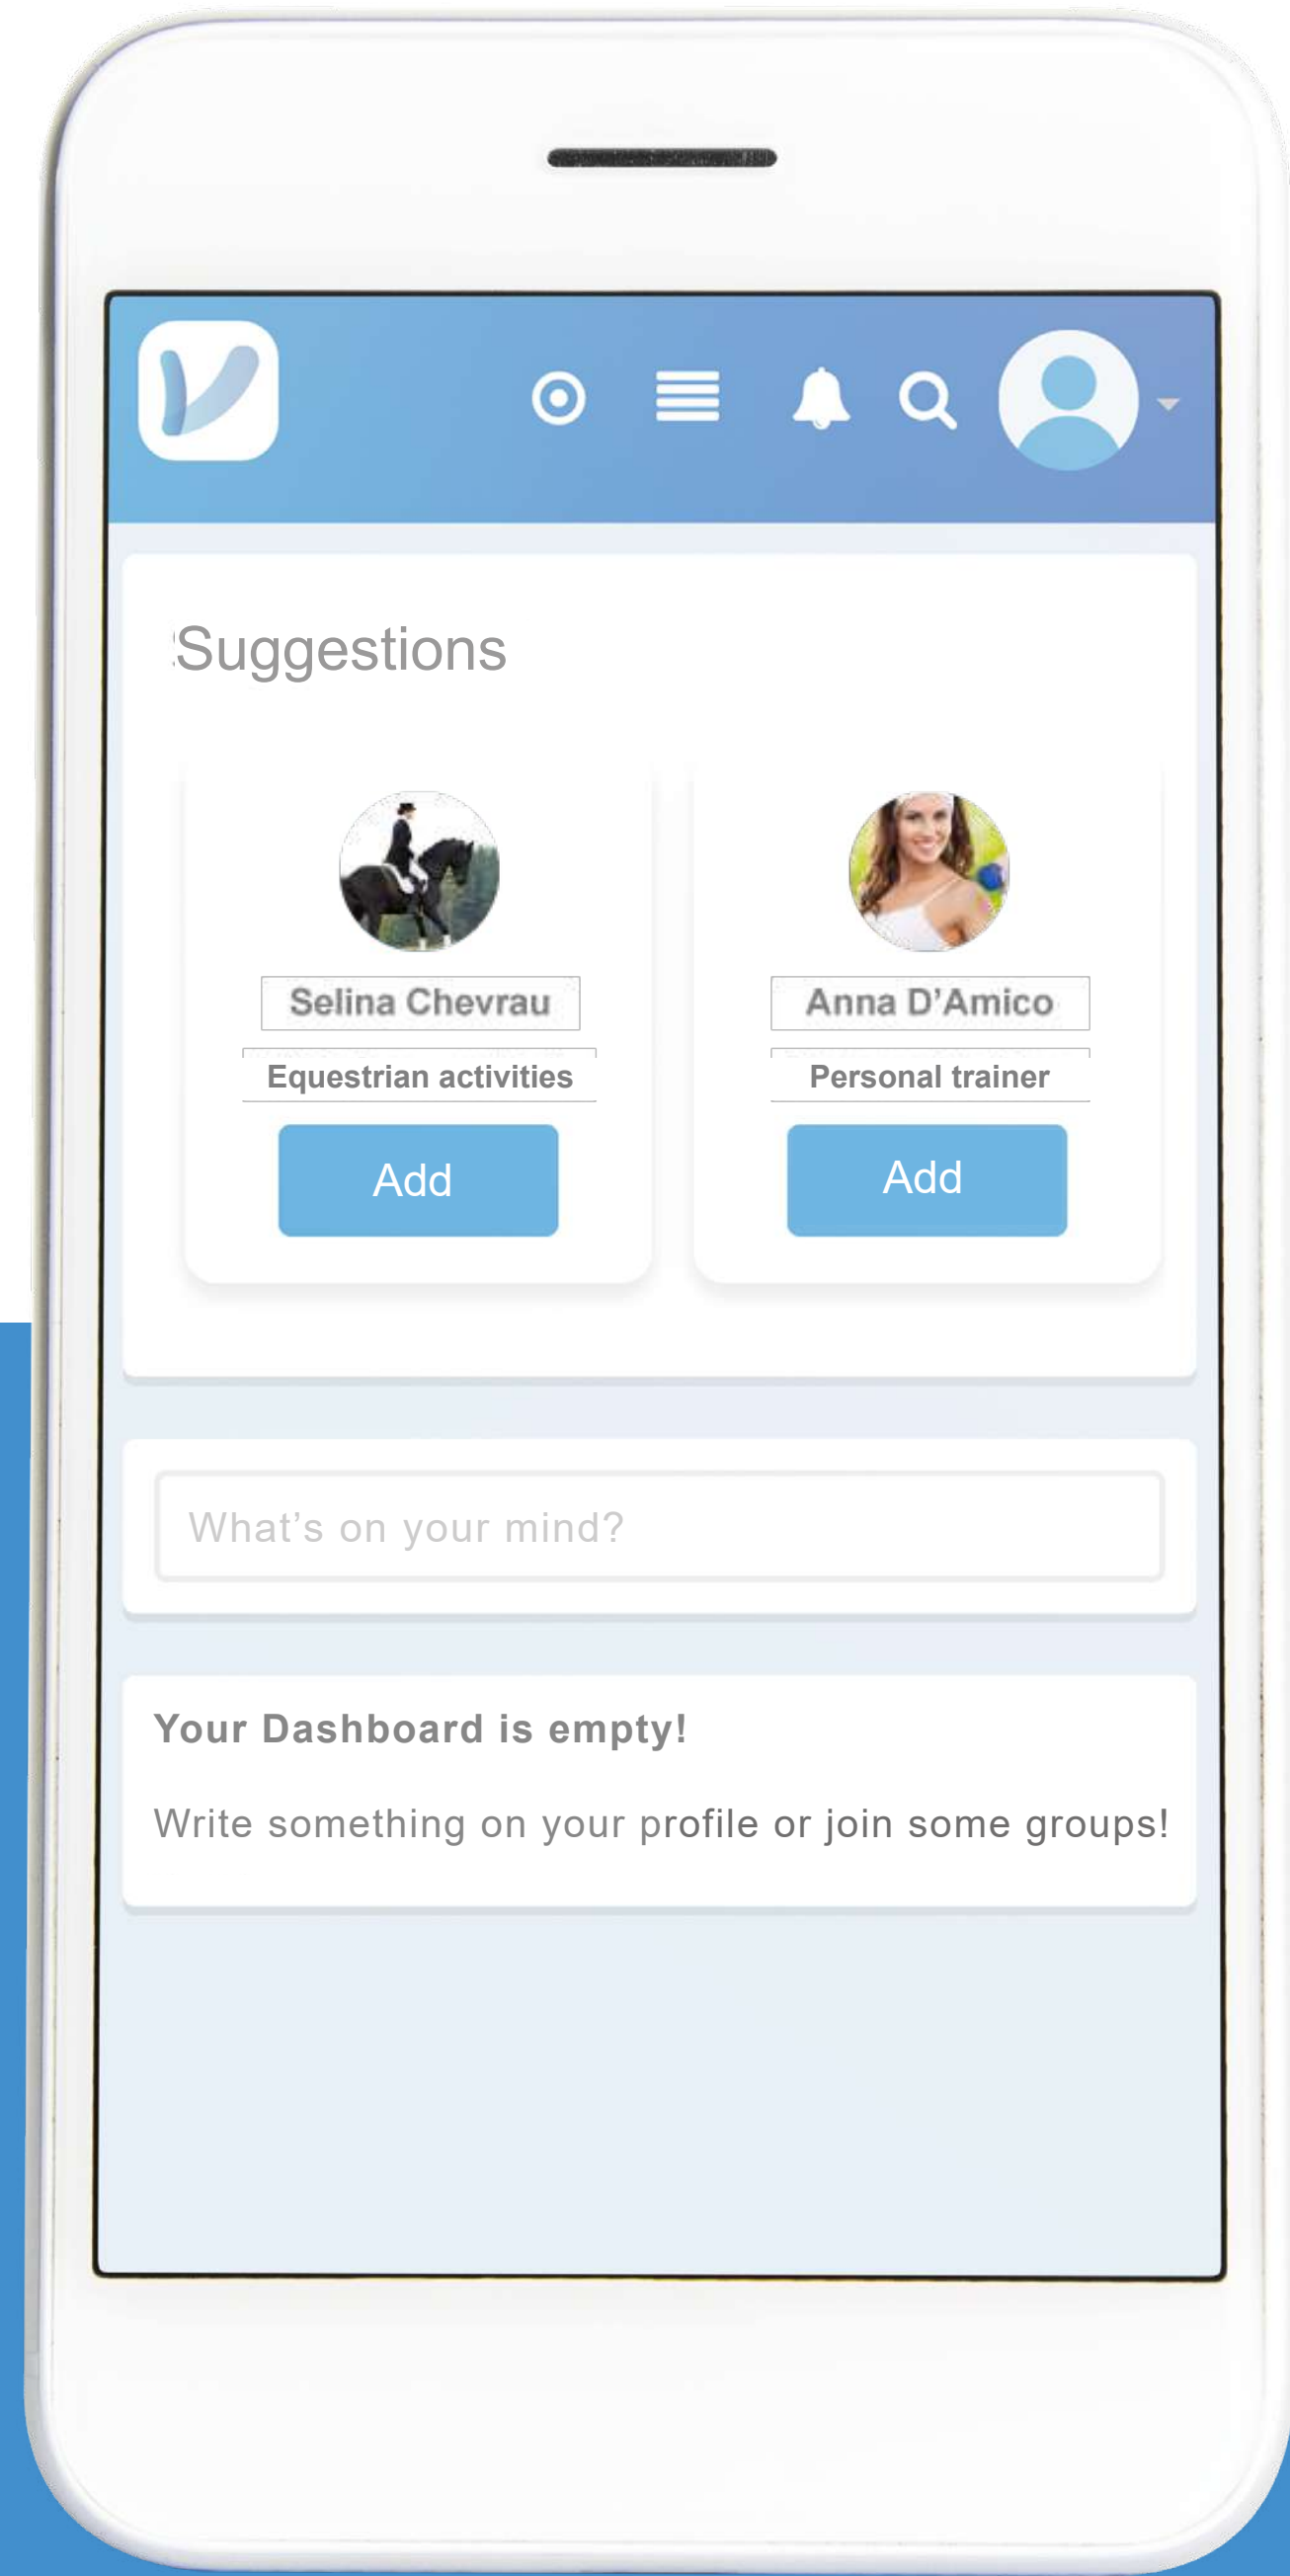 Suggestions
Selina Chevrau
Anna D’Amico
Equestrian activities
Personal trainer
Add
Add
What’s on your mind?
Your Dashboard is empty!
Write something on your profile or join some groups!